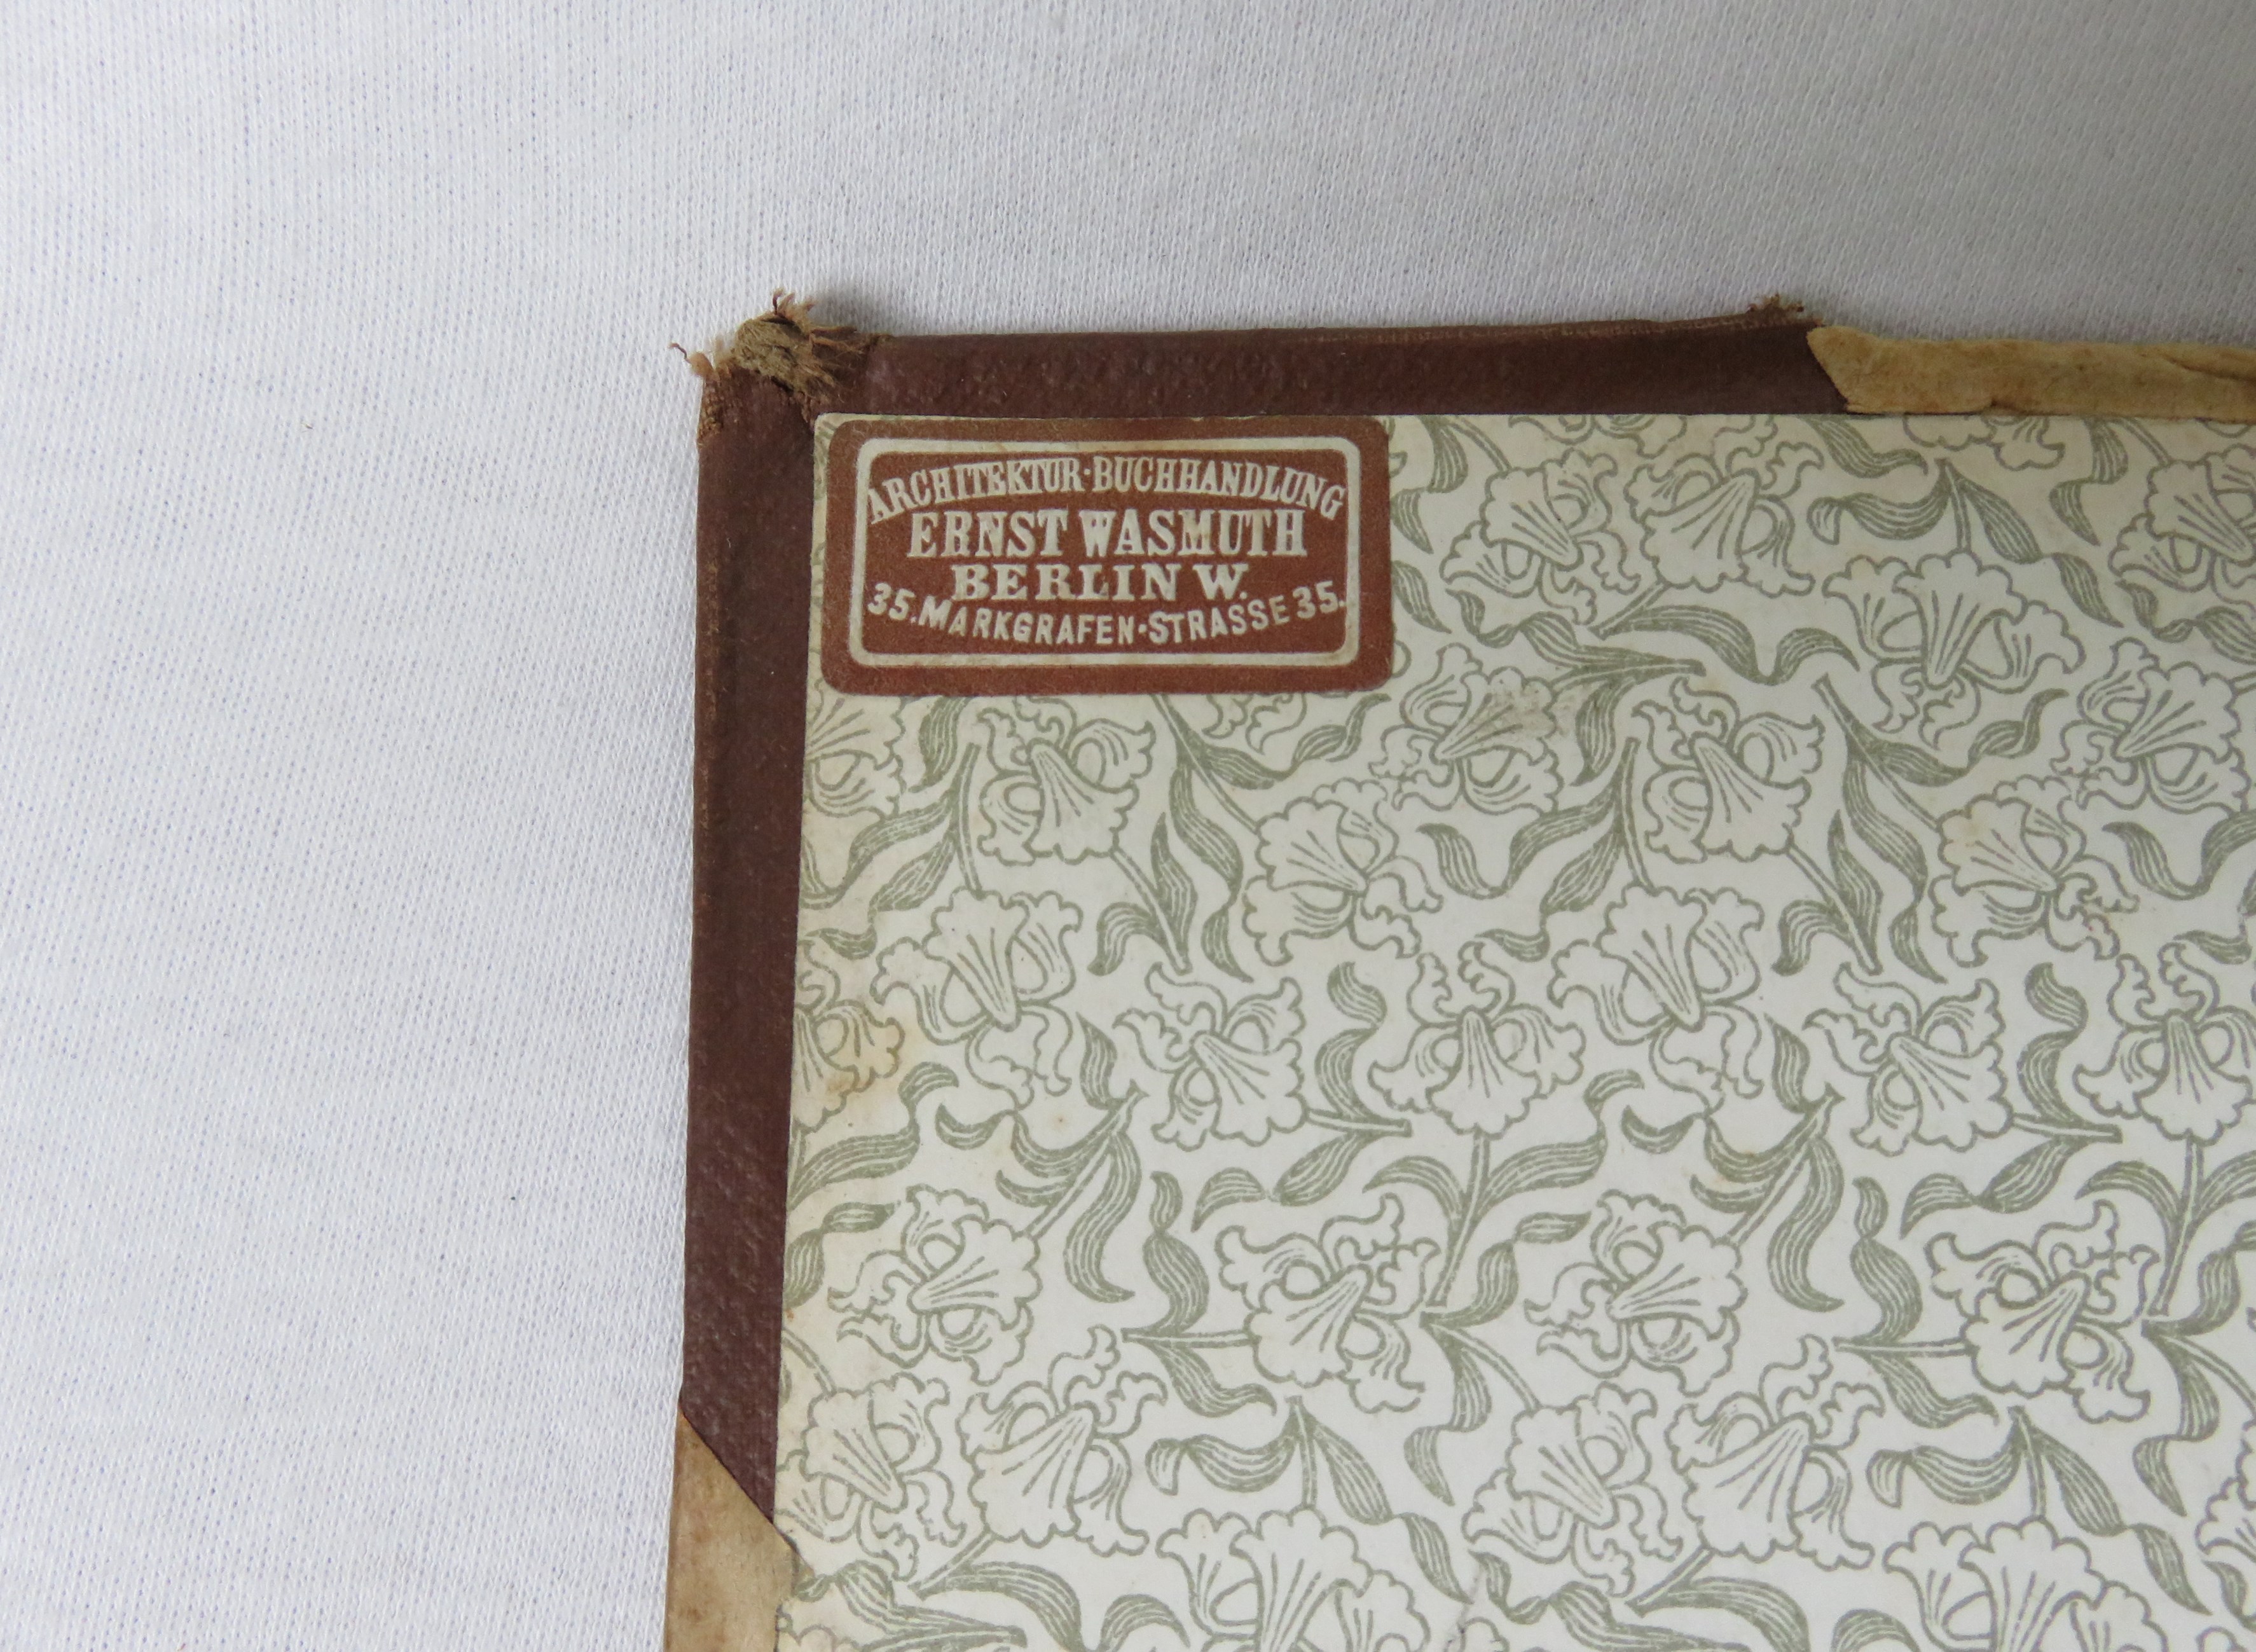 ARCHITEKTUR·BUCHHANDLUNG
ERNST WASMUTH
BERLIN W.
35. MARKGRAFEN·STRASSE 35.